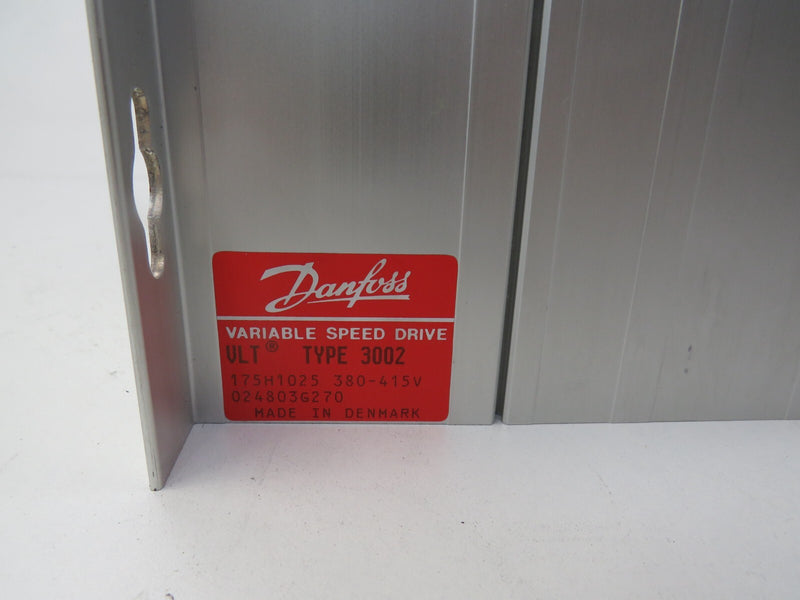 Danfoss
VARIABLE SPEED DRIVE
VLT® TYPE 3002
175H1025 380-415V
024803G270
MADE IN DENMARK